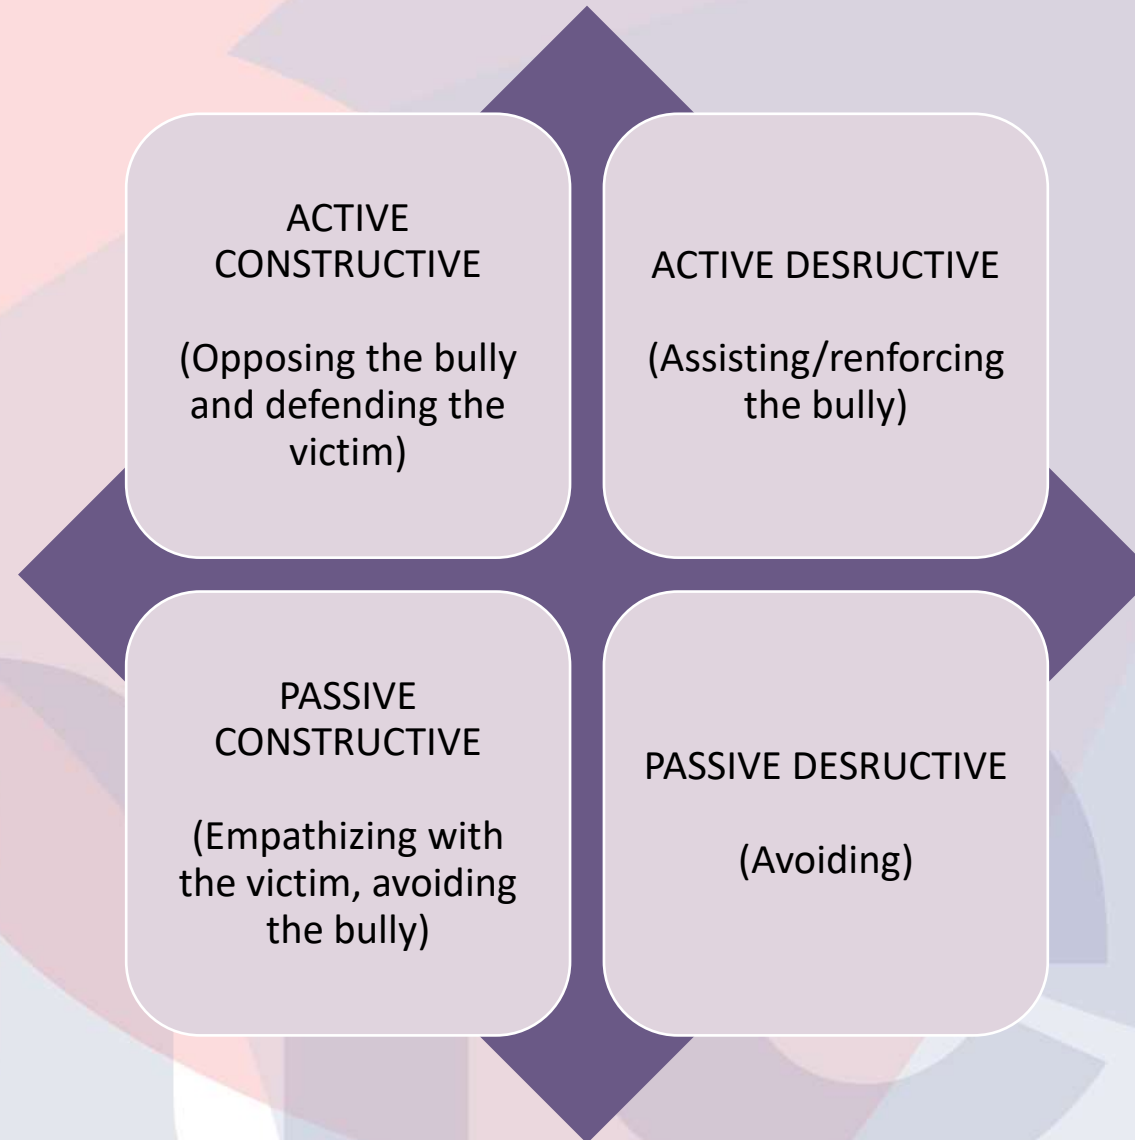 ACTIVE
CONSTRUCTIVE
(Opposing the bully
and defending the
victim)
ACTIVE DESRUCTIVE
(Assisting/renforcing
the bully)
PASSIVE
CONSTRUCTIVE
(Empathizing with
the victim, avoiding
the bully)
PASSIVE DESRUCTIVE
(Avoiding)